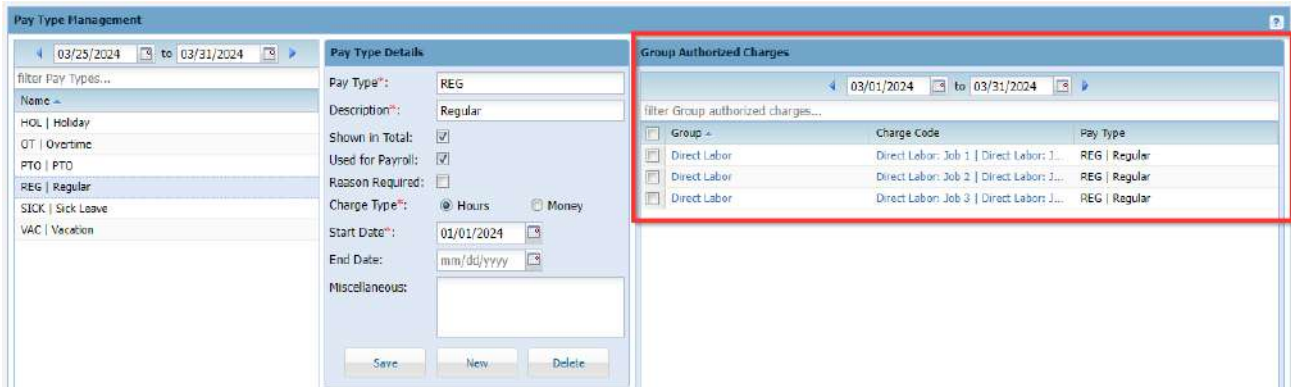 Pay Type Management
?
03/25/2024 to 03/31/2024
filter Pay Types...
Name
HOL | Holiday
OT | Overtime
PTO | PTO
REG | Regular
SICK | Sick Leave
VAC | Vacation
Pay Type Details
Pay Type*: REG
Description*: Regular
Shown in Total:
Used for Payroll:
Reason Required:
Charge Type*: Hours Money
Start Date*: 01/01/2024
End Date: mm/dd/yyyy
Miscellaneous:
Save New Delete
Group Authorized Charges
03/01/2024 to 03/31/2024
filter Group authorized charges...
Group Charge Code Pay Type
Direct Labor Direct Labor: Job 1 | Direct Labor: J... REG | Regular
Direct Labor Direct Labor: Job 2 | Direct Labor: J... REG | Regular
Direct Labor Direct Labor: Job 3 | Direct Labor: J... REG | Regular